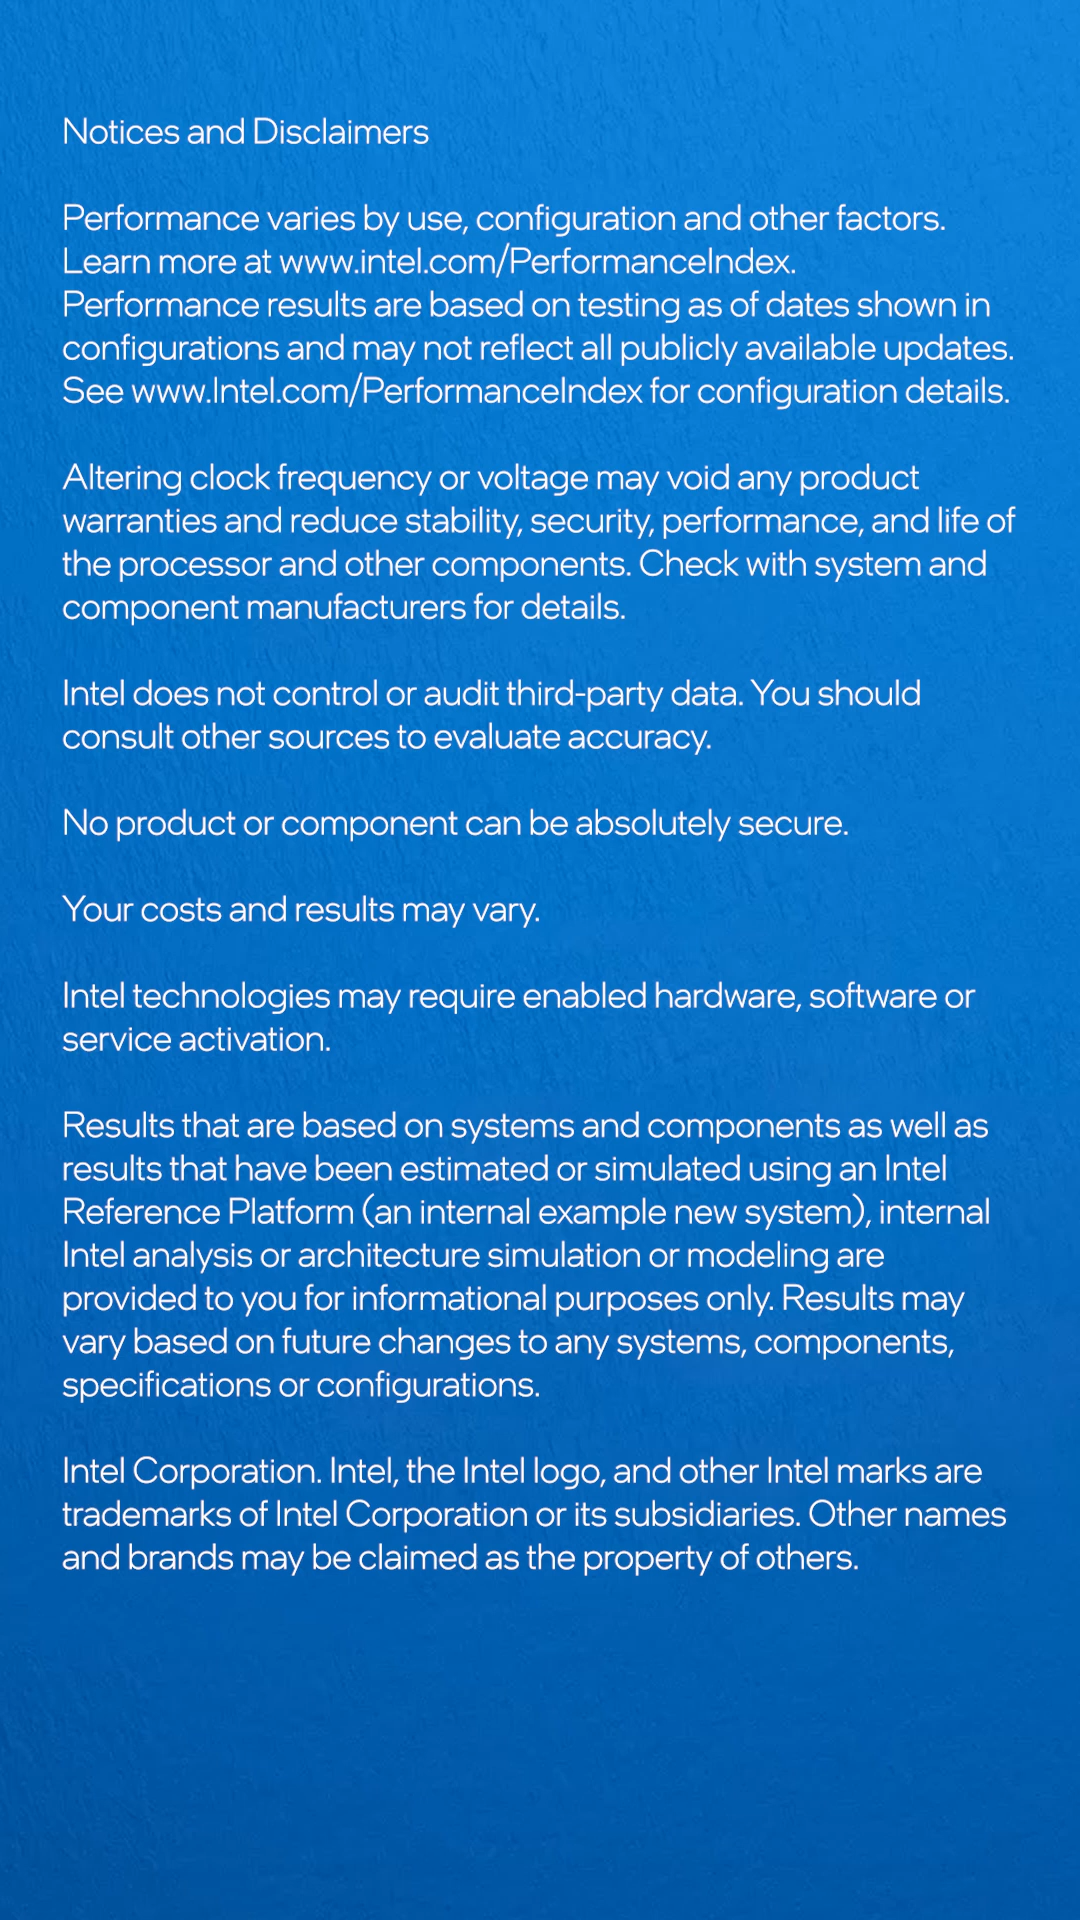 Notices and Disclaimers
Performance varies by use, configuration and other factors.
Learn more at www.intel.com/PerformanceIndex.
Performance results are based on testing as of dates shown in
configurations and may not reflect all publicly available updates.
See www.Intel.com/PerformanceIndex for configuration details.
Altering clock frequency or voltage may void any product
warranties and reduce stability, security, performance, and life of
the processor and other components. Check with system and
component manufacturers for details.
Intel does not control or audit third-party data. You should
consult other sources to evaluate accuracy.
No product or component can be absolutely secure.
Your costs and results may vary.
Intel technologies may require enabled hardware, software or
service activation.
Results that are based on systems and components as well as
results that have been estimated or simulated using an Intel
Reference Platform (an internal example new system), internal
Intel analysis or architecture simulation or modeling are
provided to you for informational purposes only. Results may
vary based on future changes to any systems, components,
specifications or configurations.
Intel Corporation. Intel, the Intel logo, and other Intel marks are
trademarks of Intel Corporation or its subsidiaries. Other names
and brands may be claimed as the property of others.